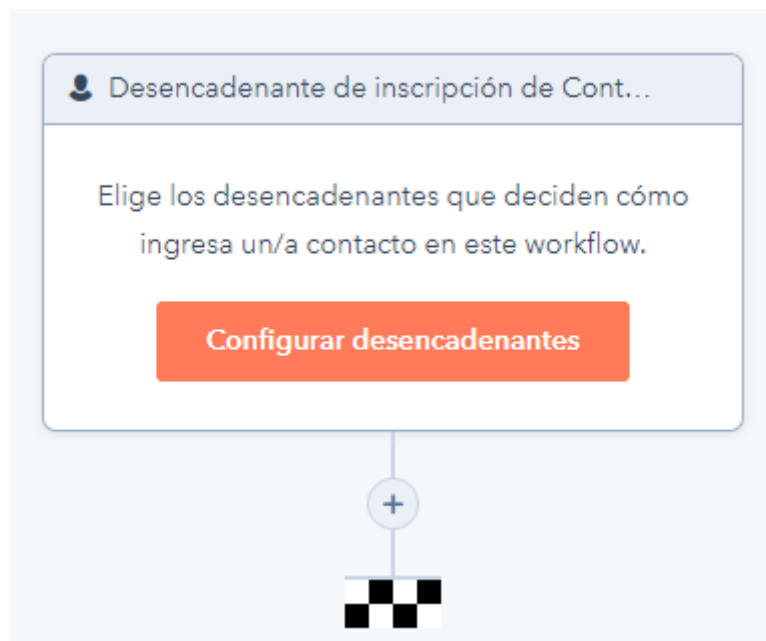 Desencadenante de inscripción de Cont...
Elige los desencadenantes que deciden cómo
ingresa un/a contacto en este workflow.
Configurar desencadenantes
+